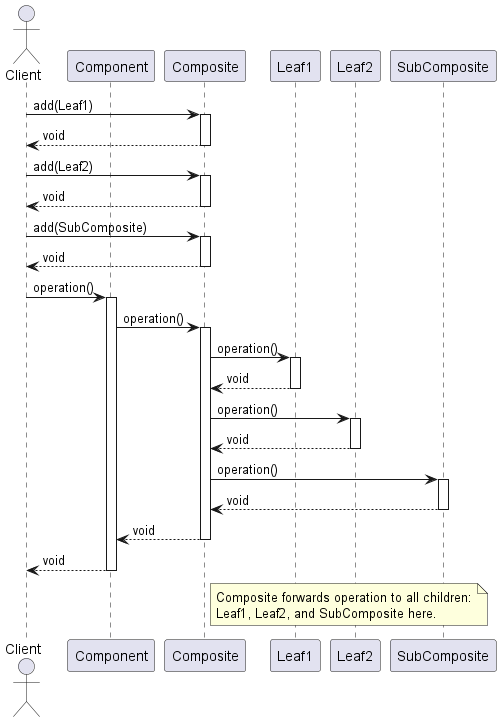 Client
Component
Composite
Leaf1
Leaf2
SubComposite
add(Leaf1)
void
add(Leaf2)
void
add(SubComposite)
void
operation()
operation()
operation()
void
operation()
void
operation()
void
void
void
Composite forwards operation to all children:
Leaf1, Leaf2, and SubComposite here.
Client
Component
Composite
Leaf1
Leaf2
SubComposite